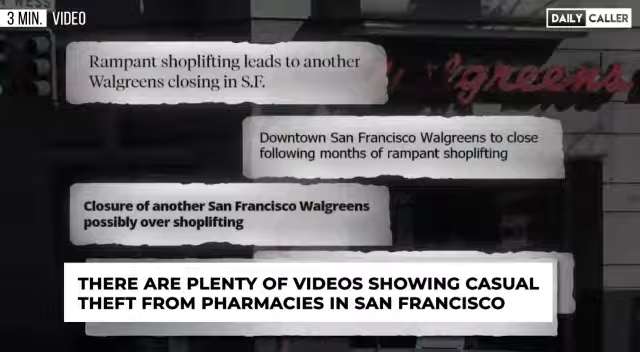 3 MIN. VIDEO
DAILY CALLER
Rampant shoplifting leads to another
Walgreens closing in S.F.
Walgreens
Downtown San Francisco Walgreens to close
following months of rampant shoplifting
Closure of another San Francisco Walgreens
possibly over shoplifting
THERE ARE PLENTY OF VIDEOS SHOWING CASUAL
THEFT FROM PHARMACIES IN SAN FRANCISCO